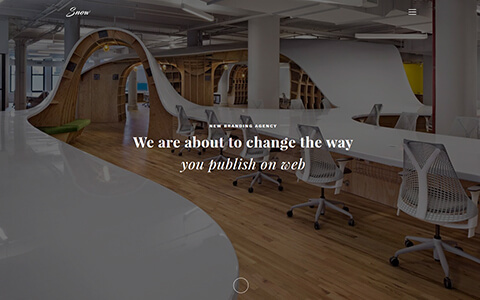 Snow
NEW BRANDING AGENCY
We are about to change the way
you publish on web